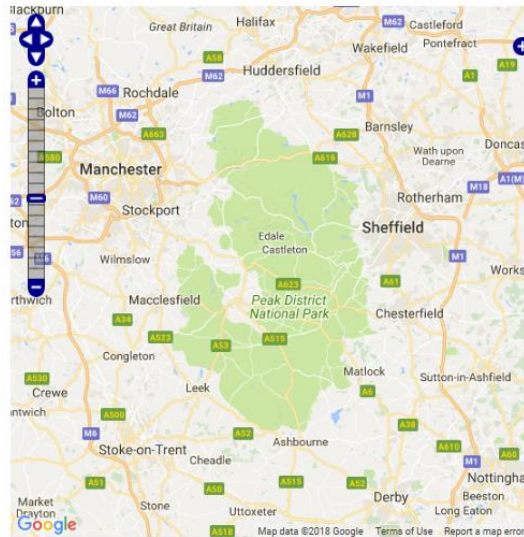 Blackburn
Halifax
M62
Castleford
Great Britain
A58
Wakefield
Pontefract
Huddersfield
M62
A19
M66
Rochdale
M1
A1
Bolton
M62
A628
Barnsley
A663
Wath upon
Dearne
Doncas
A580
A616
Manchester
A1(M)
M18
M60
Rotherham
Stockport
Sheffield
Edale
Castleton
M1
M56
Wilmslow
Works
A623
A61
rthwich
Macclesfield
Peak District
National Park
Chesterfield
A34
A523
A53
A515
Congleton
Matlock
A530
Leek
Sutton-in-Ashfield
Crewe
A6
antwich
A500
A38
M6
A52
A610
Stoke-on-Trent
Ashbourne
A60
Cheadle
M1
A51
A50
A515
A52
Nottingha
Market
Drayton
Stone
Derby
Beeston
Uttoxeter
Long Eaton
Google
A518
Map data ©2018 Google
Terms of Use
Report a map error